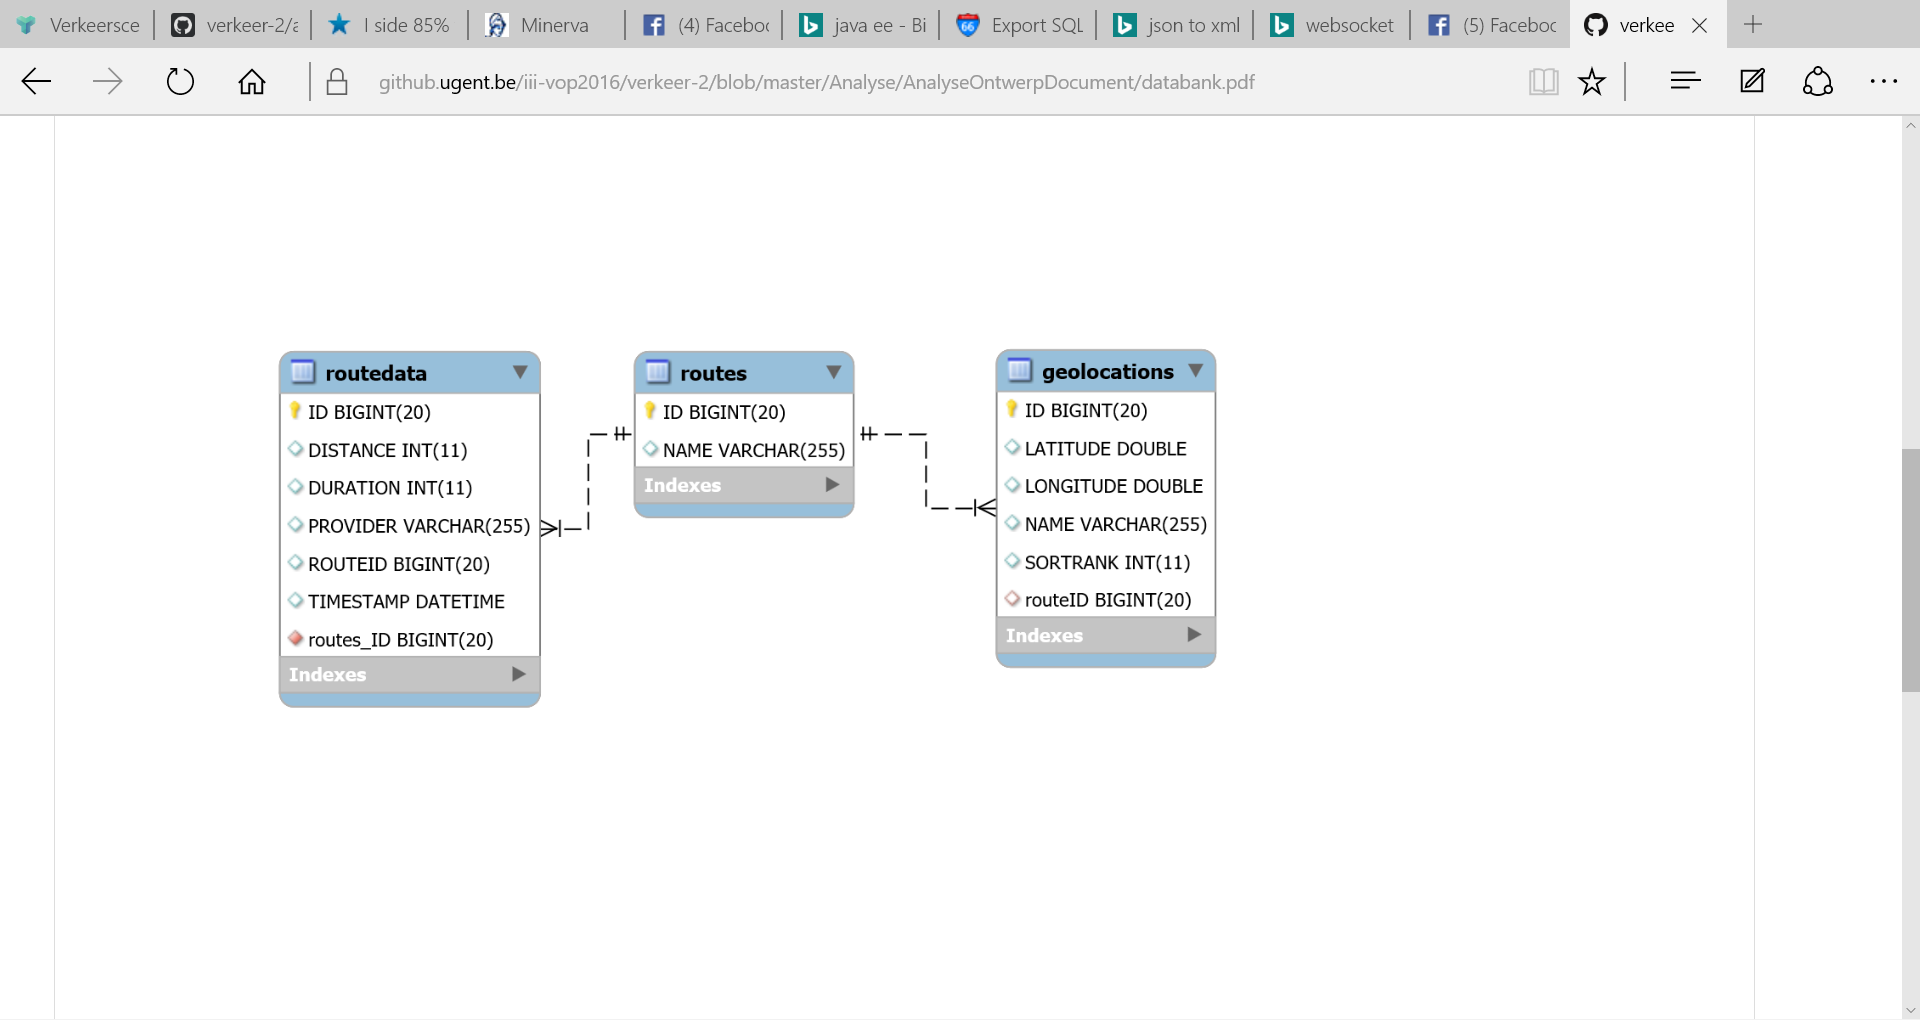 Verkeersce
verkeer-2/a
I side 85%
Minerva
(4) Faceboo
java ee - Bi
Export SQL
json to xml
websocket
(5) Faceboo
verkee
github.ugent.be/iii-vop2016/verkeer-2/blob/master/Analyse/AnalyseOntwerpDocument/databank.pdf
routedata
ID BIGINT(20)
DISTANCE INT(11)
DURATION INT(11)
PROVIDER VARCHAR(255)
ROUTEID BIGINT(20)
TIMESTAMP DATETIME
routes_ID BIGINT(20)
Indexes
routes
ID BIGINT(20)
NAME VARCHAR(255)
Indexes
geolocations
ID BIGINT(20)
LATITUDE DOUBLE
LONGITUDE DOUBLE
NAME VARCHAR(255)
SORTRANK INT(11)
routeID BIGINT(20)
Indexes